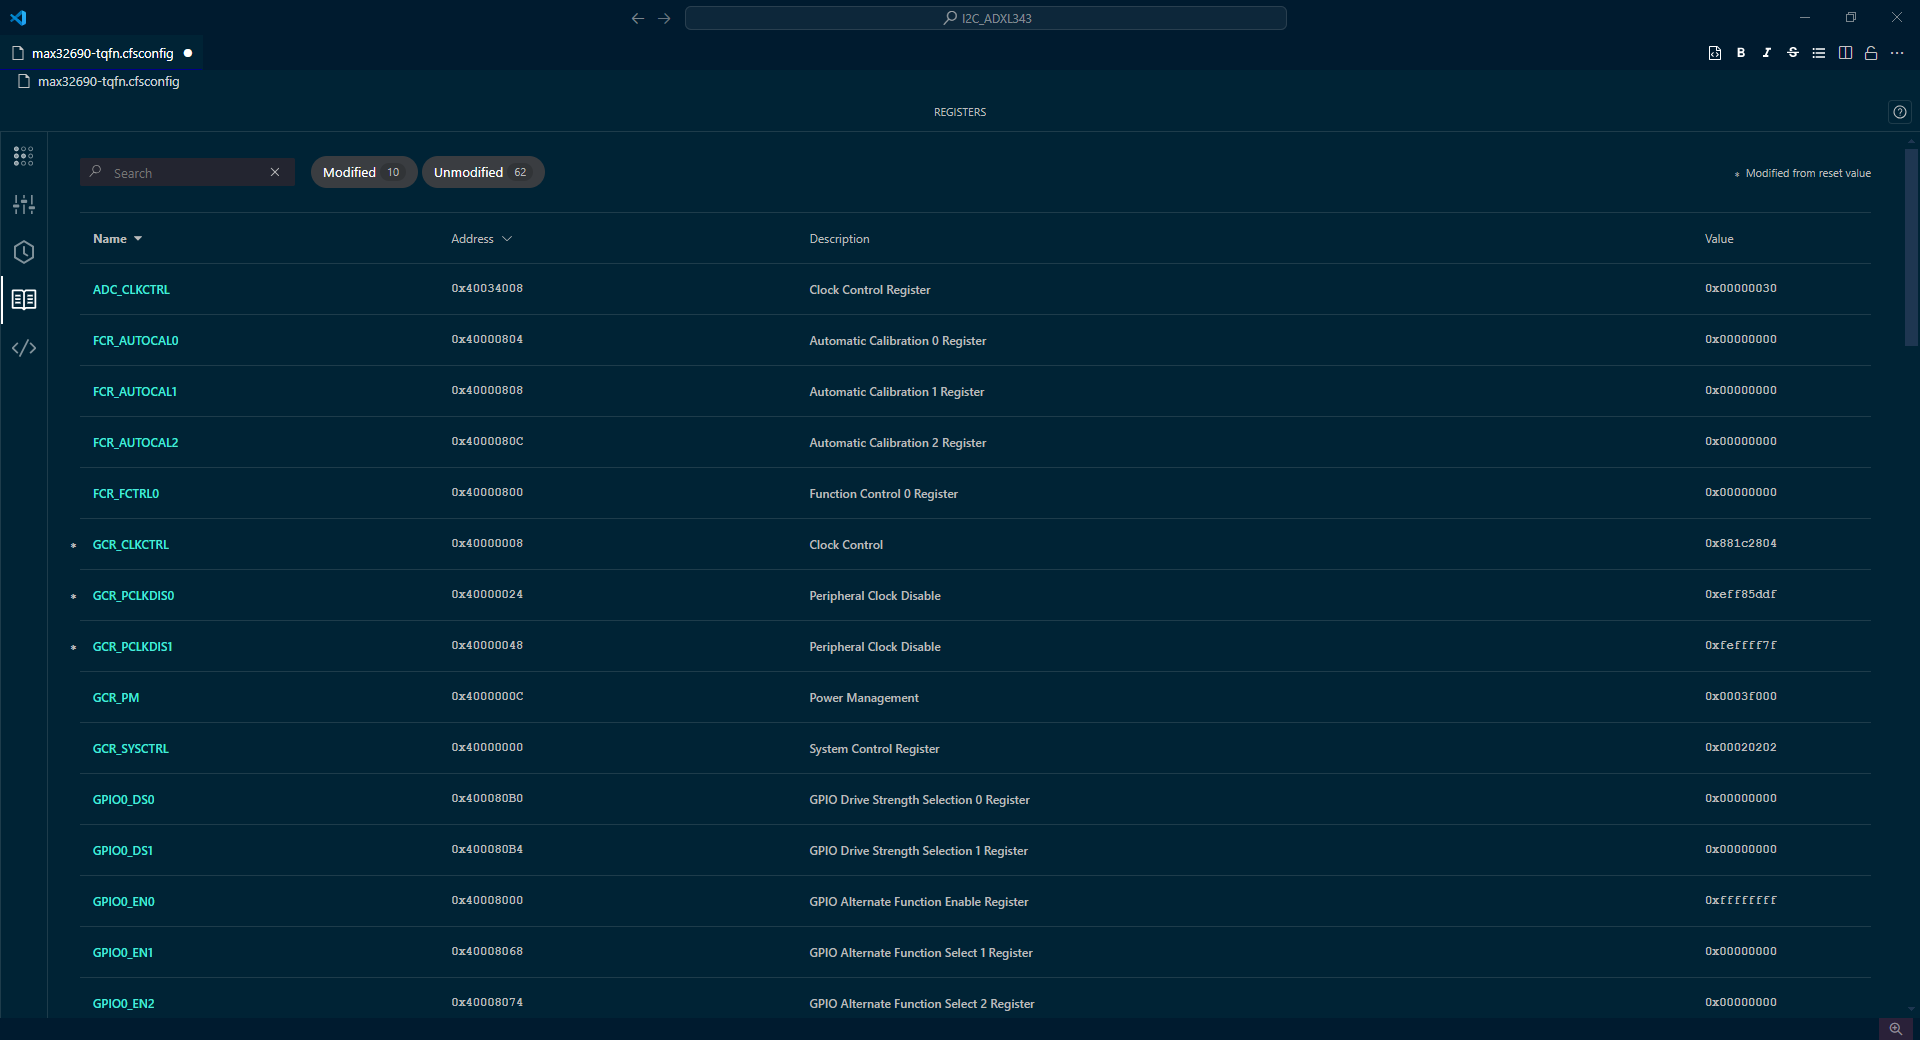 I2C_ADXL343
max32690-tqfn.cfsconfig
max32690-tqfn.cfsconfig
REGISTERS
Search
Modified 10
Unmodified 62
* Modified from reset value
Name Address Description Value
ADC_CLKCTRL 0x40034008 Clock Control Register 0x00000030
FCR_AUTOCAL0 0x40000804 Automatic Calibration 0 Register 0x00000000
FCR_AUTOCAL1 0x40000808 Automatic Calibration 1 Register 0x00000000
FCR_AUTOCAL2 0x4000080C Automatic Calibration 2 Register 0x00000000
FCR_FCTRL0 0x40000800 Function Control 0 Register 0x00000000
* GCR_CLKCTRL 0x40000008 Clock Control 0x881c2804
* GCR_PCLKDIS0 0x40000024 Peripheral Clock Disable 0xeff85ddf
* GCR_PCLKDIS1 0x40000048 Peripheral Clock Disable 0xfeffff7f
GCR_PM 0x4000000C Power Management 0x0003f000
GCR_SYSCTRL 0x40000000 System Control Register 0x00020202
GPIO0_DS0 0x400080B0 GPIO Drive Strength Selection 0 Register 0x00000000
GPIO0_DS1 0x400080B4 GPIO Drive Strength Selection 1 Register 0x00000000
GPIO0_EN0 0x40008000 GPIO Alternate Function Enable Register 0xffffffff
GPIO0_EN1 0x40008068 GPIO Alternate Function Select 1 Register 0x00000000
GPIO0_EN2 0x40008074 GPIO Alternate Function Select 2 Register 0x00000000